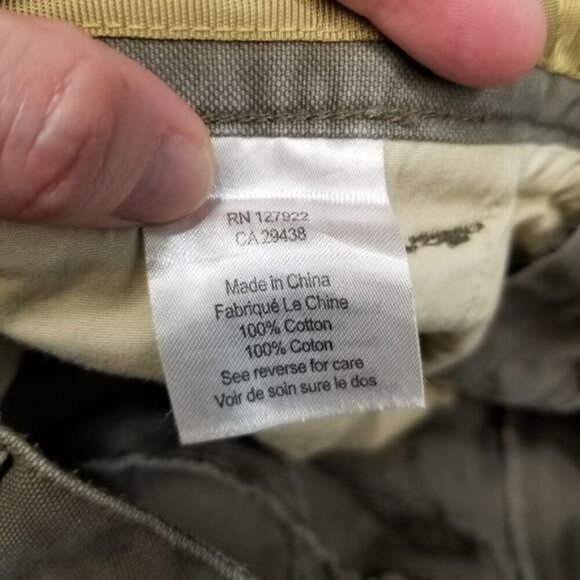 RN 127922
CA 29438
Made in China
Fabriqué La Chine
100% Cotton
100% Coton
See reverse for care
Voir de soin sure le dos